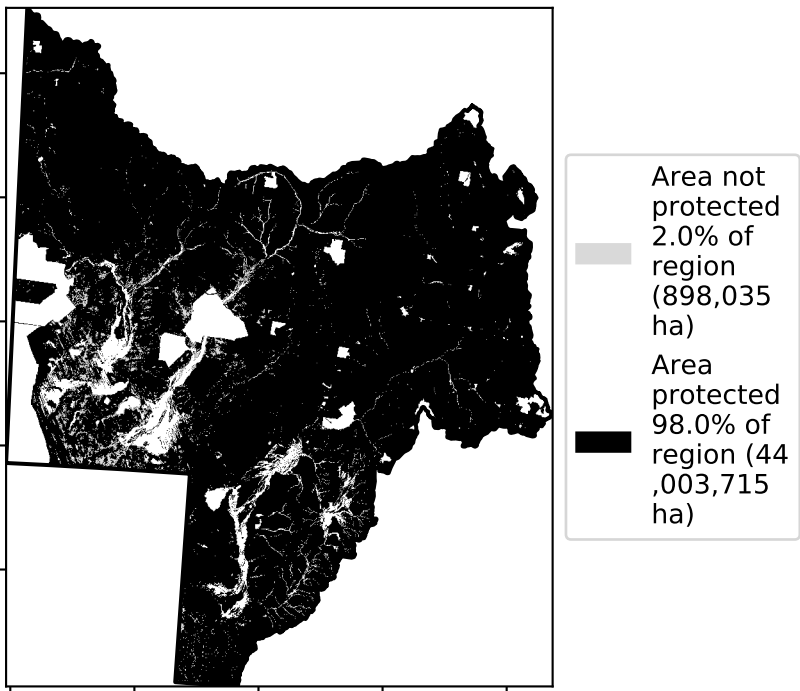 Area not
protected
2.0% of
region
(898,035
ha)
Area
protected
98.0% of
region (44
,003,715
ha)